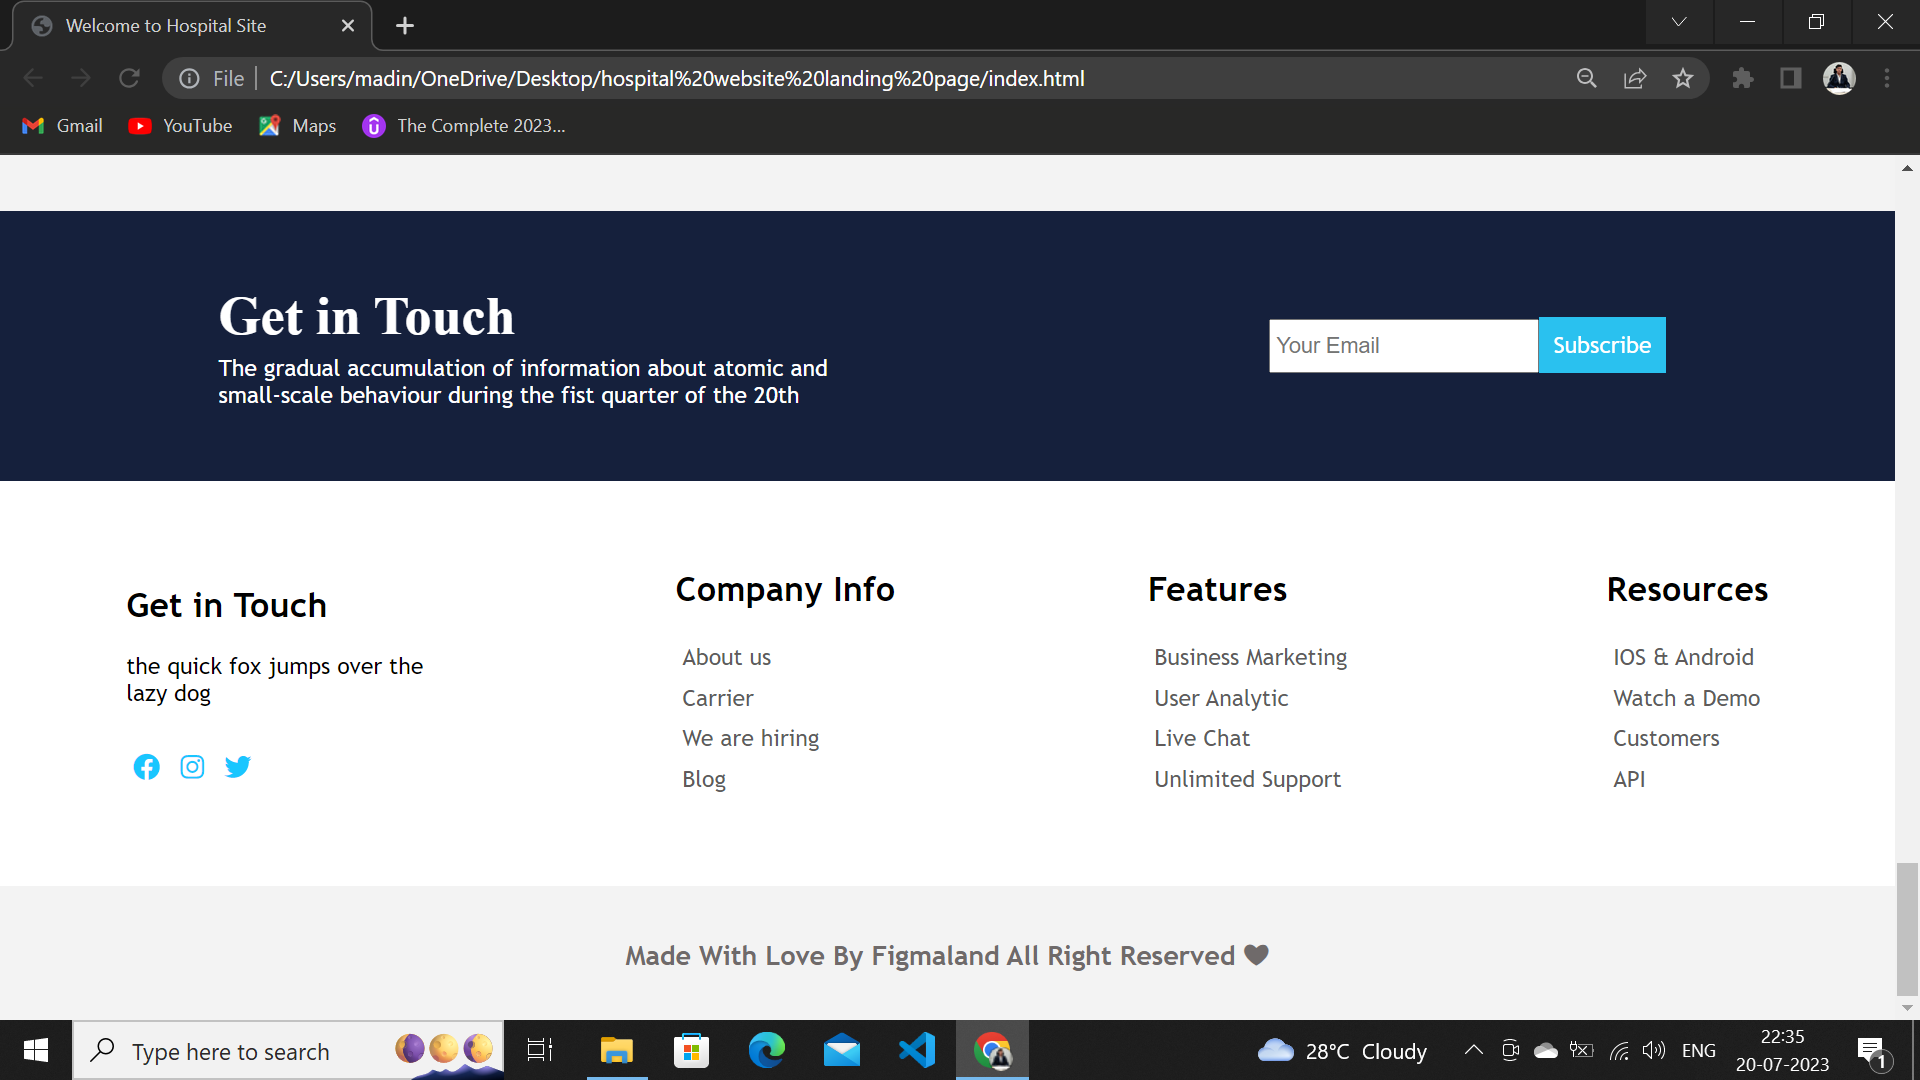 Welcome to Hospital Site
File C:/Users/madin/OneDrive/Desktop/hospital%20website%20landing%20page/index.html
Gmail YouTube Maps The Complete 2023...
Get in Touch
The gradual accumulation of information about atomic and
small-scale behaviour during the fist quarter of the 20th
Your Email Subscribe
Get in Touch
the quick fox jumps over the
lazy dog
Company Info
About us
Carrier
We are hiring
Blog
Features
Business Marketing
User Analytic
Live Chat
Unlimited Support
Resources
IOS & Android
Watch a Demo
Customers
API
Made With Love By Figmaland All Right Reserved
Type here to search
28°C Cloudy
ENG
22:35
20-07-2023
1